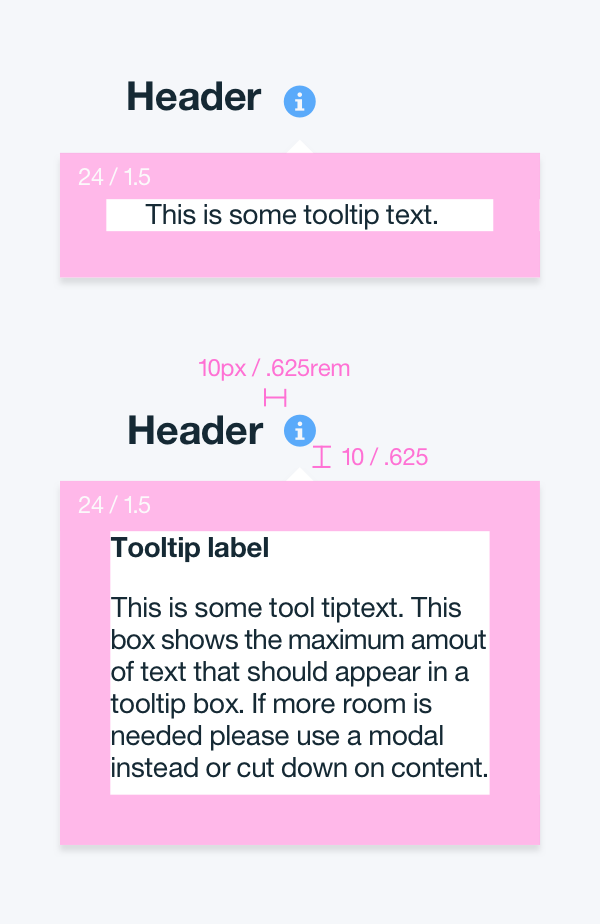 Header
24 / 1.5
This is some tooltip text.
10px / .625rem
Header
10 / .625
24 / 1.5
Tooltip label
This is some tool tiptext. This
box shows the maximum amout
of text that should appear in a
tooltip box. If more room is
needed please use a modal
instead or cut down on content.